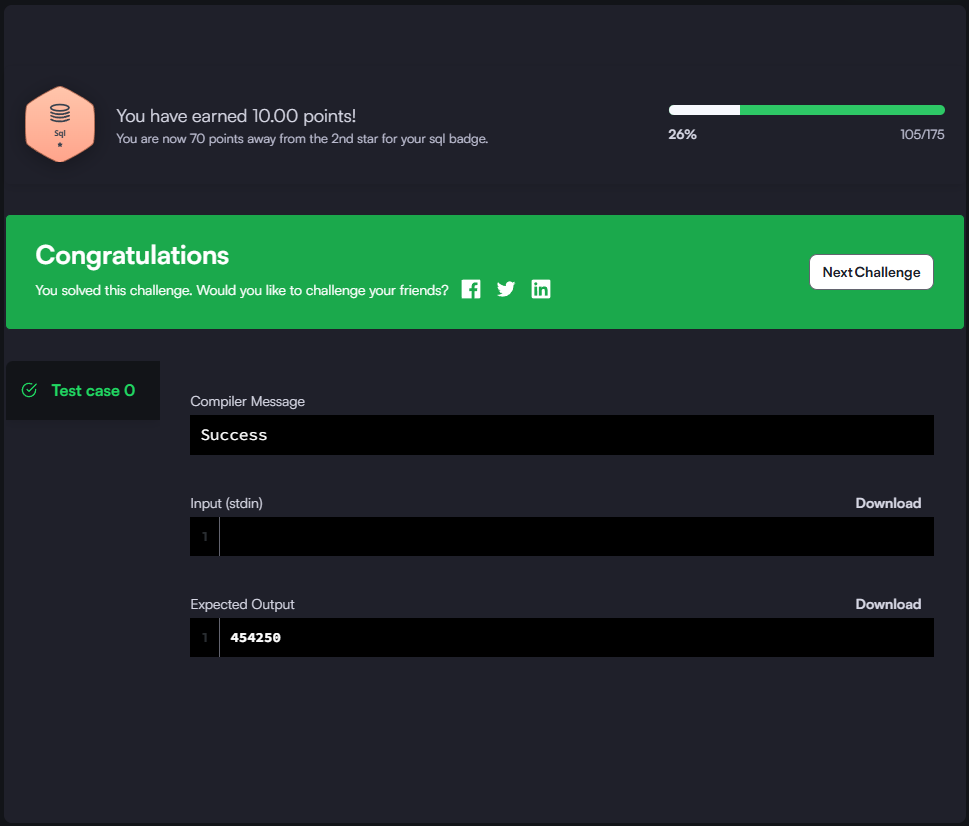 Sql
You have earned 10.00 points!
You are now 70 points away from the 2nd star for your sql badge.
26%
105/175
Congratulations
You solved this challenge. Would you like to challenge your friends?
Next Challenge
Test case 0
Compiler Message
Success
Input (stdin)
Download
1
Expected Output
Download
1
454250